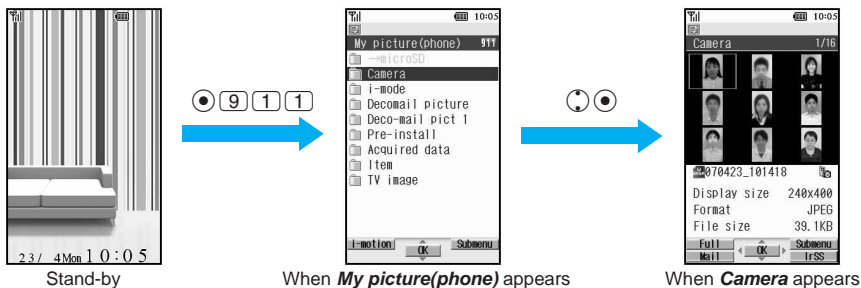 23/ 4Mon 10:05
Stand-by
9 1 1
10:05
My picture(phone) 911
→microSD
Camera
i-mode
Decomail picture
Deco-mail pict 1
Pre-install
Acquired data
Item
TV image
i-motion OK Submenu
When My picture(phone) appears
10:05
Camera 1/16
070423_101418
Display size 240x400
Format JPEG
File size 39.1KB
Full OK Submenu
Mail IrSS
When Camera appears